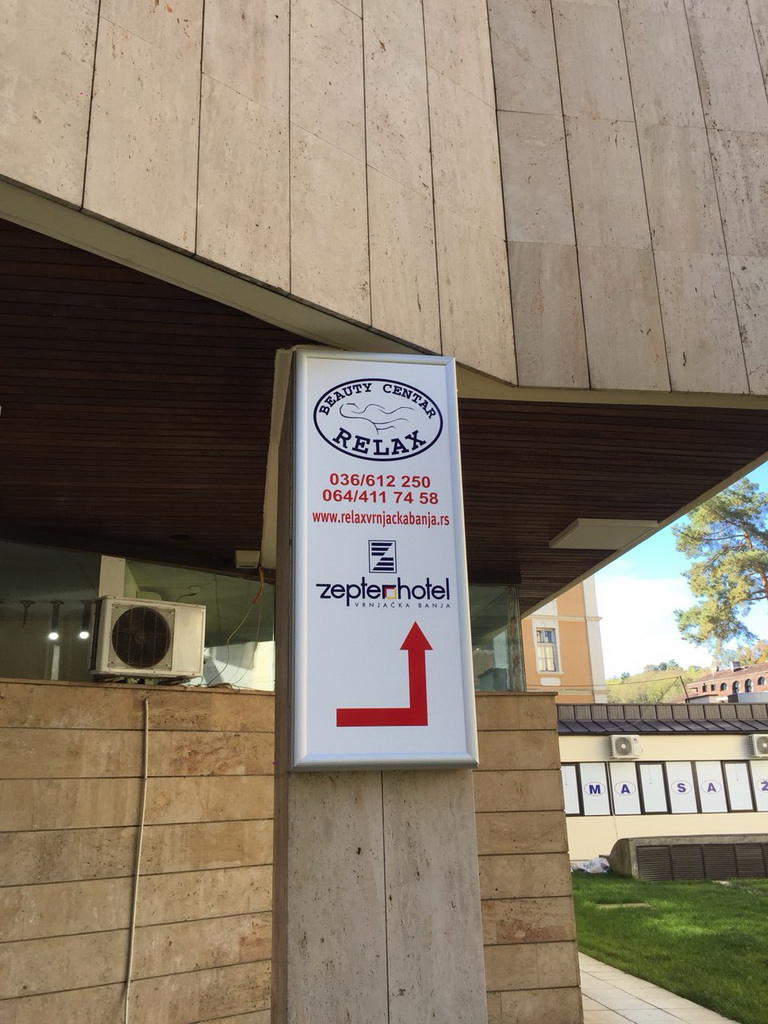 BEAUTY CENTAR
RELAX
036/612 250
064/411 74 58
www.relaxvrnjackabanja.rs
zepterhotel
VRNJAČKA BANJA
M A S A Ž